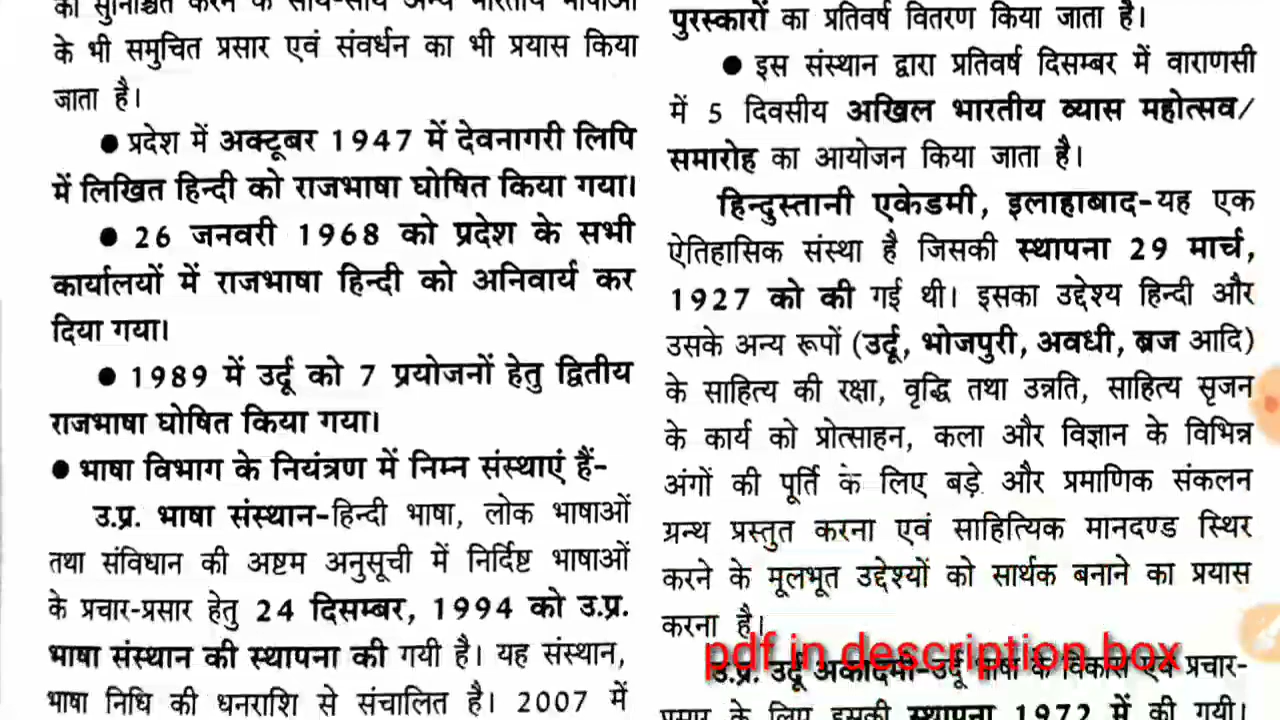 को सुनिश्चित करने के साथ-साथ अन्य भारतीय भाषाओं
के भी समुचित प्रसार एवं संवर्धन का भी प्रयास किया
जाता है।
● प्रदेश में अक्टूबर 1947 में देवनागरी लिपि
में लिखित हिन्दी को राजभाषा घोषित किया गया।
● 26 जनवरी 1968 को प्रदेश के सभी
कार्यालयों में राजभाषा हिन्दी को अनिवार्य कर
दिया गया।
● 1989 में उर्दू को 7 प्रयोजनों हेतु द्वितीय
राजभाषा घोषित किया गया।
● भाषा विभाग के नियंत्रण में निम्न संस्थाएं हैं-
उ.प्र. भाषा संस्थान-हिन्दी भाषा, लोक भाषाओं
तथा संविधान की अष्टम अनुसूची में निर्दिष्ट भाषाओं
के प्रचार-प्रसार हेतु 24 दिसम्बर, 1994 को उ.प्र.
भाषा संस्थान की स्थापना की गयी है। यह संस्थान,
भाषा निधि की धनराशि से संचालित है। 2007 में
पुरस्कारों का प्रतिवर्ष वितरण किया जाता है।
● इस संस्थान द्वारा प्रतिवर्ष दिसम्बर में वाराणसी
में 5 दिवसीय अखिल भारतीय व्यास महोत्सव/
समारोह का आयोजन किया जाता है।
हिन्दुस्तानी एकेडमी, इलाहाबाद-यह एक
ऐतिहासिक संस्था है जिसकी स्थापना 29 मार्च,
1927 को की गई थी। इसका उद्देश्य हिन्दी और
उसके अन्य रूपों (उर्दू, भोजपुरी, अवधी, ब्रज आदि)
के साहित्य की रक्षा, वृद्धि तथा उन्नति, साहित्य सृजन
के कार्य को प्रोत्साहन, कला और विज्ञान के विभिन्न
अंगों की पूर्ति के लिए बड़े और प्रमाणिक संकलन
ग्रन्थ प्रस्तुत करना एवं साहित्यिक मानदण्ड स्थिर
करने के मूलभूत उद्देश्यों को सार्थक बनाने का प्रयास
करना है।
pdf in description box
उ.प्र. उर्दू अकादमी-उर्दू भाषा के विकास एवं प्रचार-
प्रसार के लिए इसकी स्थापना 1972 में की गयी।